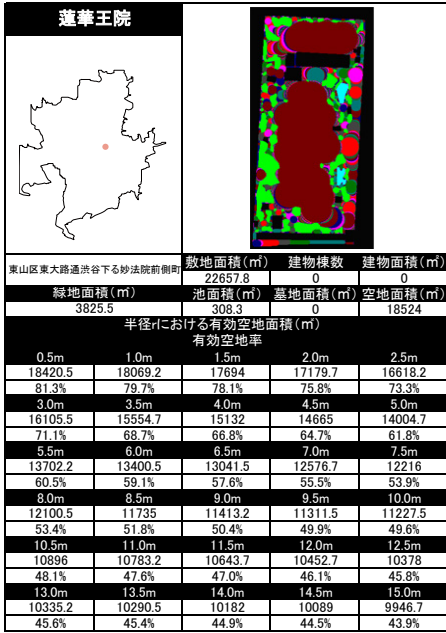 蓮華王院
東山区東大路通渋谷下る妙法院前側町
敷地面積(㎡) 建物棟数 建物面積(㎡)
22657.8 0 0
緑地面積(㎡) 池面積(㎡) 墓地面積(㎡) 空地面積(㎡)
3825.5 308.3 0 18524
半径rにおける有効空地面積(㎡)
有効空地率
0.5m 1.0m 1.5m 2.0m 2.5m
18420.5 18069.2 17694 17179.7 16618.2
81.3% 79.7% 78.1% 75.8% 73.3%
3.0m 3.5m 4.0m 4.5m 5.0m
16105.5 15554.7 15132 14665 14004.7
71.1% 68.7% 66.8% 64.7% 61.8%
5.5m 6.0m 6.5m 7.0m 7.5m
13702.2 13400.5 13041.5 12576.7 12216
60.5% 59.1% 57.6% 55.5% 53.9%
8.0m 8.5m 9.0m 9.5m 10.0m
12100.5 11735 11413.2 11311.5 11227.5
53.4% 51.8% 50.4% 49.9% 49.6%
10.5m 11.0m 11.5m 12.0m 12.5m
10896 10783.2 10643.7 10452.7 10378
48.1% 47.6% 47.0% 46.1% 45.8%
13.0m 13.5m 14.0m 14.5m 15.0m
10335.2 10290.5 10182 10089 9946.7
45.6% 45.4% 44.9% 44.5% 43.9%